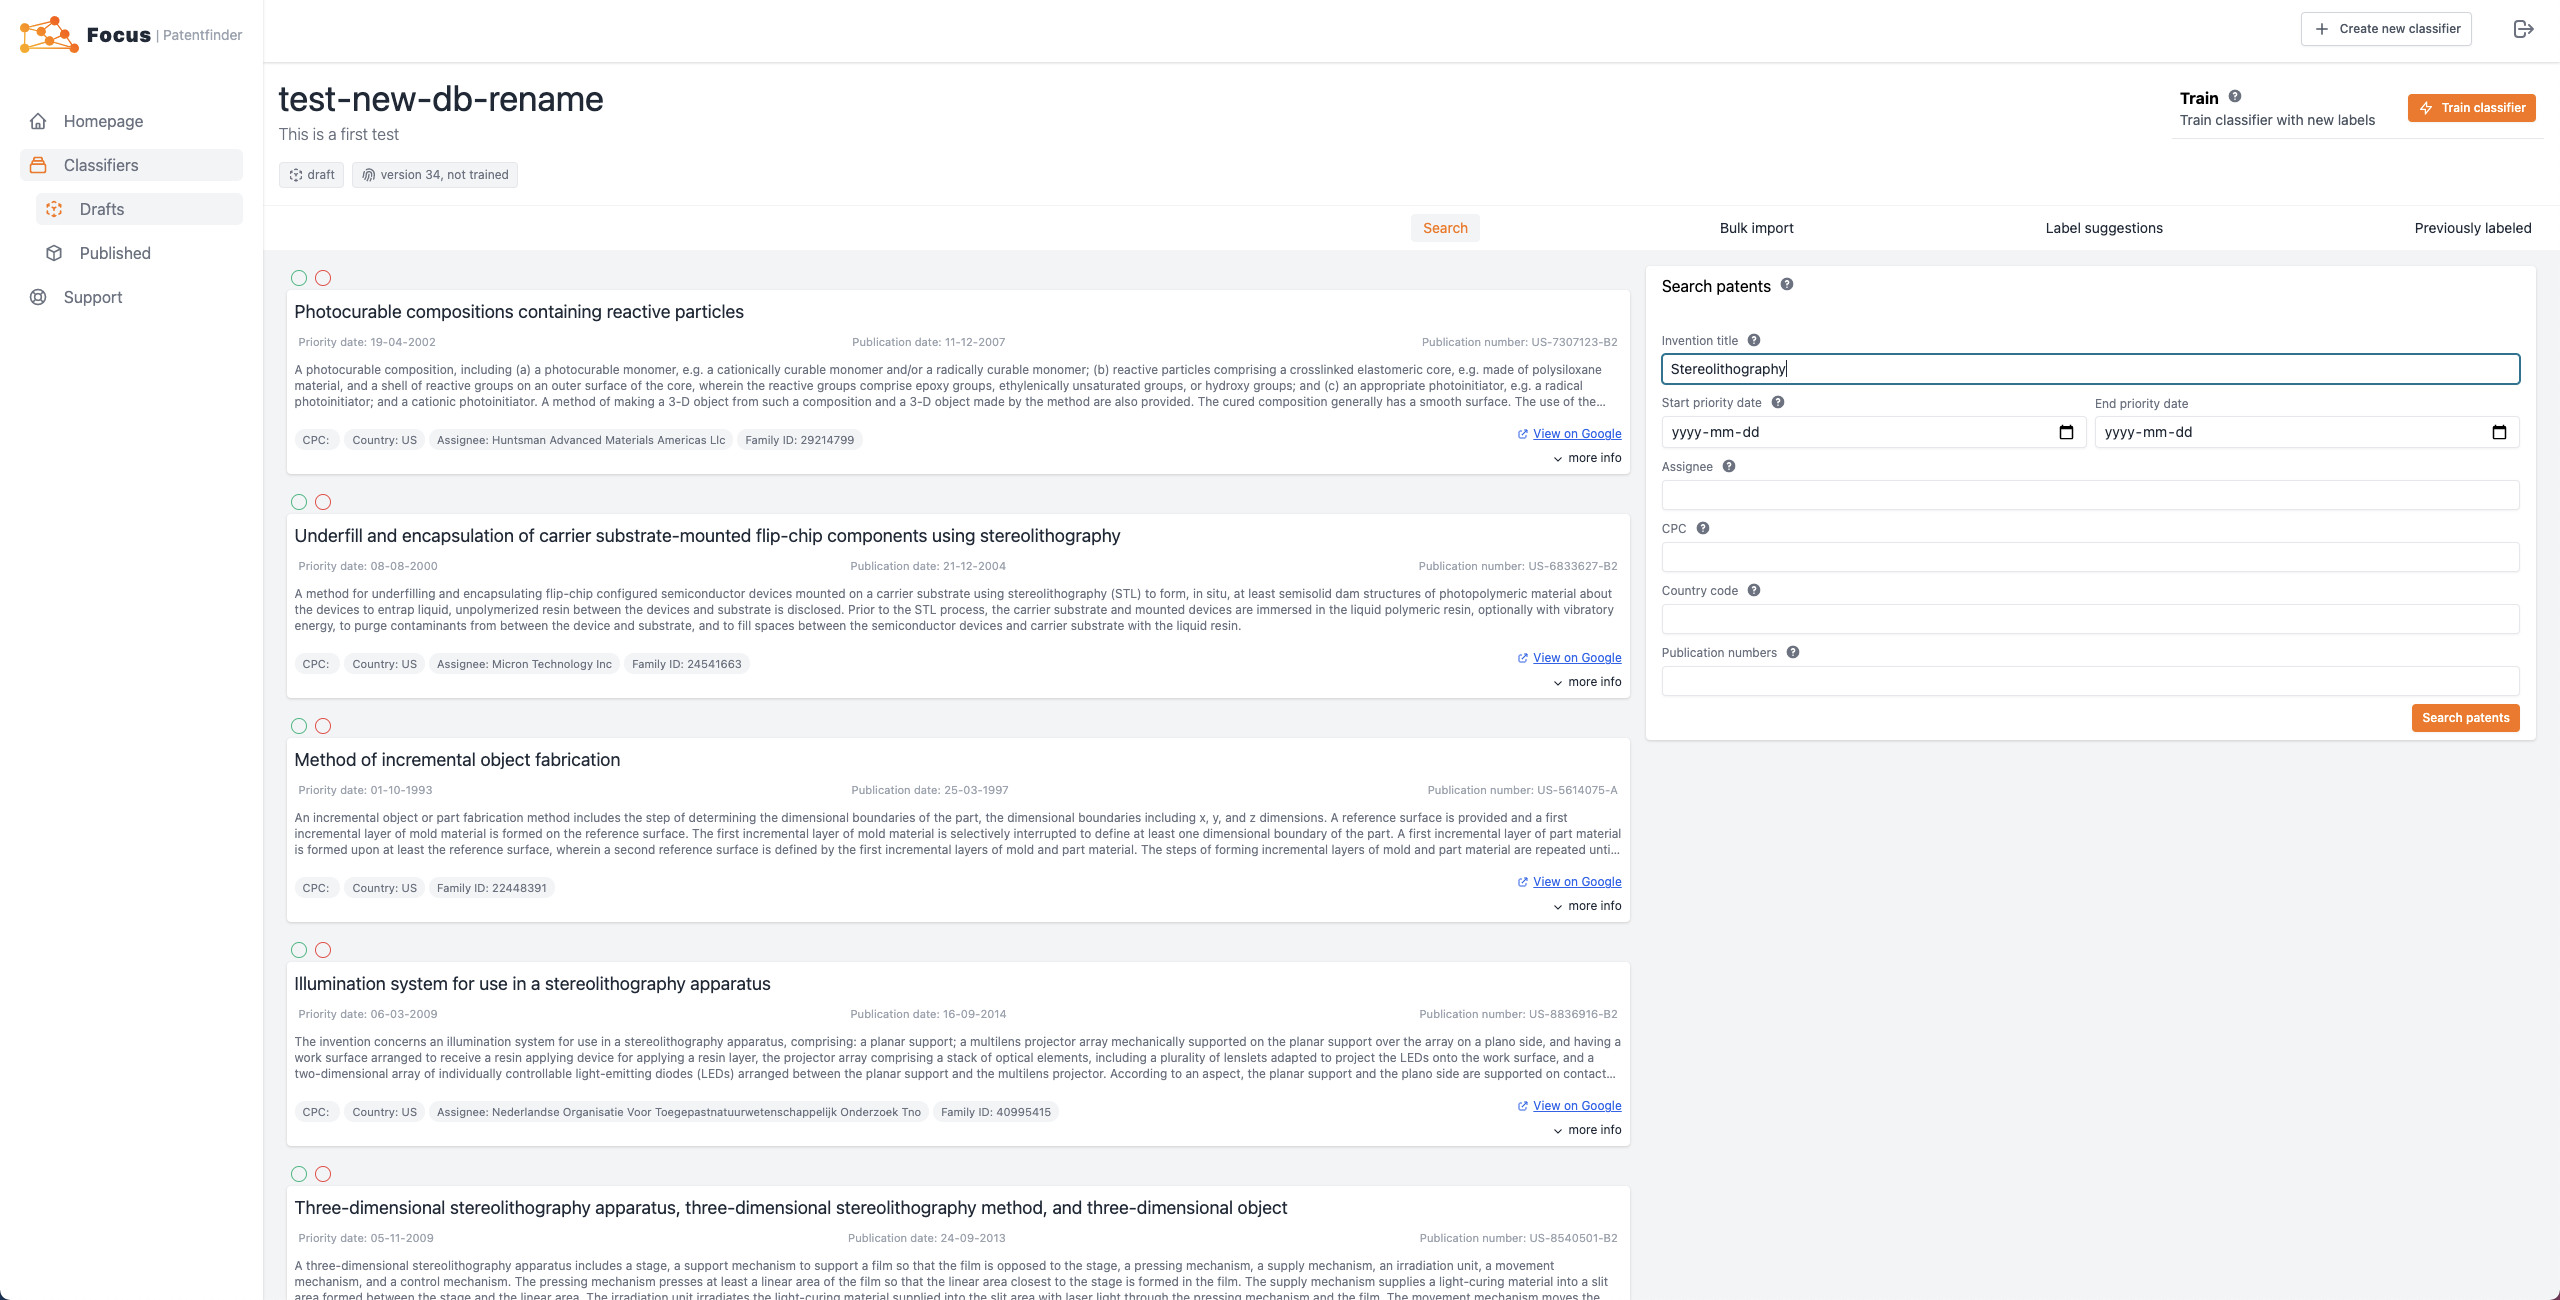 Focus | Patentfinder
Create new classifier
Homepage
Classifiers
Drafts
Published
Support
test-new-db-rename
This is a first test
draft
version 34, not trained
Train
Train classifier with new labels
Train classifier
Search
Bulk import
Label suggestions
Previously labeled
Photocurable compositions containing reactive particles
Priority date: 19-04-2002
Publication date: 11-12-2007
Publication number: US-7307123-B2
A photocurable composition, including (a) a photocurable monomer, e.g. a cationically curable monomer and/or a radically curable monomer; (b) reactive particles comprising a crosslinked elastomeric core, e.g. made of polysiloxane
material, and a shell of reactive groups on an outer surface of the core, wherein the reactive groups comprise epoxy groups, ethylenically unsaturated groups, or hydroxy groups; and (c) an appropriate photoinitiator, e.g. a radical
photoinitiator; and a cationic photoinitiator. A method of making a 3-D object from such a composition and a 3-D object made by the method are also provided. The cured composition generally has a smooth surface. The use of the...
CPC:
Country: US
Assignee: Huntsman Advanced Materials Americas Llc
Family ID: 29214799
View on Google
more info
Underfill and encapsulation of carrier substrate-mounted flip-chip components using stereolithography
Priority date: 08-08-2000
Publication date: 21-12-2004
Publication number: US-6833627-B2
A method for underfilling and encapsulating flip-chip configured semiconductor devices mounted on a carrier substrate using stereolithography (STL) to form, in situ, at least semisolid dam structures of photopolymeric material about
the devices to entrap liquid, unpolymerized resin between the devices and substrate is disclosed. Prior to the STL process, the carrier substrate and mounted devices are immersed in the liquid polymeric resin, optionally with vibratory
energy, to purge contaminants from between the device and substrate, and to fill spaces between the semiconductor devices and carrier substrate with the liquid resin.
CPC:
Country: US
Assignee: Micron Technology Inc
Family ID: 24541663
View on Google
more info
Method of incremental object fabrication
Priority date: 01-10-1993
Publication date: 25-03-1997
Publication number: US-5614075-A
An incremental object or part fabrication method includes the step of determining the dimensional boundaries of the part, the dimensional boundaries including x, y, and z dimensions. A reference surface is provided and a first
incremental layer of mold material is formed on the reference surface. The first incremental layer of mold material is selectively interrupted to define at least one dimensional boundary of the part. A first incremental layer of part material
is formed upon at least the reference surface, wherein a second reference surface is defined by the first incremental layers of mold and part material. The steps of forming incremental layers of mold and part material are repeated unti...
CPC:
Country: US
Family ID: 22448391
View on Google
more info
Illumination system for use in a stereolithography apparatus
Priority date: 06-03-2009
Publication date: 16-09-2014
Publication number: US-8836916-B2
The invention concerns an illumination system for use in a stereolithography apparatus, comprising: a planar support; a multilens projector array mechanically supported on the planar support over the array on a plano side, and having a
work surface arranged to receive a resin applying device for applying a resin layer, the projector array comprising a stack of optical elements, including a plurality of lenslets adapted to project the LEDs onto the work surface, and a
two-dimensional array of individually controllable light-emitting diodes (LEDs) arranged between the planar support and the multilens projector. According to an aspect, the planar support and the plano side are supported on contact...
CPC:
Country: US
Assignee: Nederlandse Organisatie Voor Toegepastnatuurwetenschappelijk Onderzoek Tno
Family ID: 40995415
View on Google
more info
Three-dimensional stereolithography apparatus, three-dimensional stereolithography method, and three-dimensional object
Priority date: 05-11-2009
Publication date: 24-09-2013
Publication number: US-8540501-B2
A three-dimensional stereolithography apparatus includes a stage, a support mechanism to support a film so that the film is opposed to the stage, a pressing mechanism, a supply mechanism, an irradiation unit, a movement
mechanism, and a control mechanism. The pressing mechanism presses at least a linear area of the film so that the linear area closest to the stage is formed in the film. The supply mechanism supplies a light-curing material into a slit
area formed between the stage and the linear area. The irradiation unit irradiates the light-curing material supplied into the slit area with laser light through the pressing mechanism and the film. The movement mechanism moves the
Search patents
Invention title
Stereolithography
Start priority date
End priority date
yyyy-mm-dd
yyyy-mm-dd
Assignee
CPC
Country code
Publication numbers
Search patents